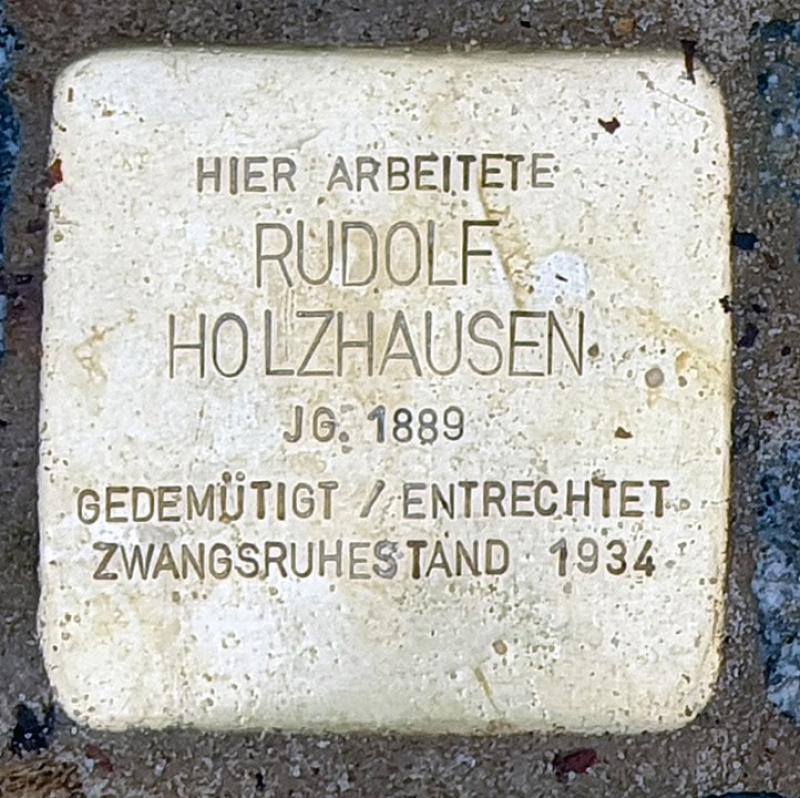 HIER ARBEITETE
RUDOLF
HOLZHAUSEN
JG. 1889
GEDEMÜTIGT / ENTRECHTET
ZWANGSRUHESTAND 1934